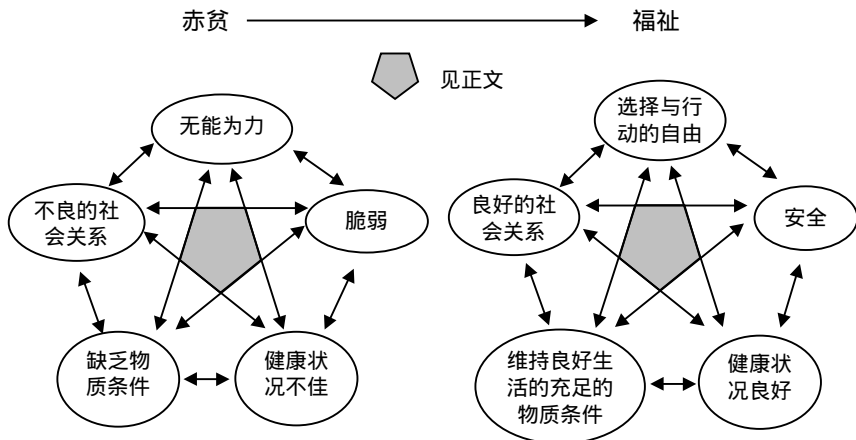 赤贫
福祉
见正文
无能为力
不良的社
会关系
脆弱
缺乏物
质条件
健康状
况不佳
选择与行
动的自由
良好的社
会关系
安全
维持良好生
活的充足的
物质条件
健康状
况良好